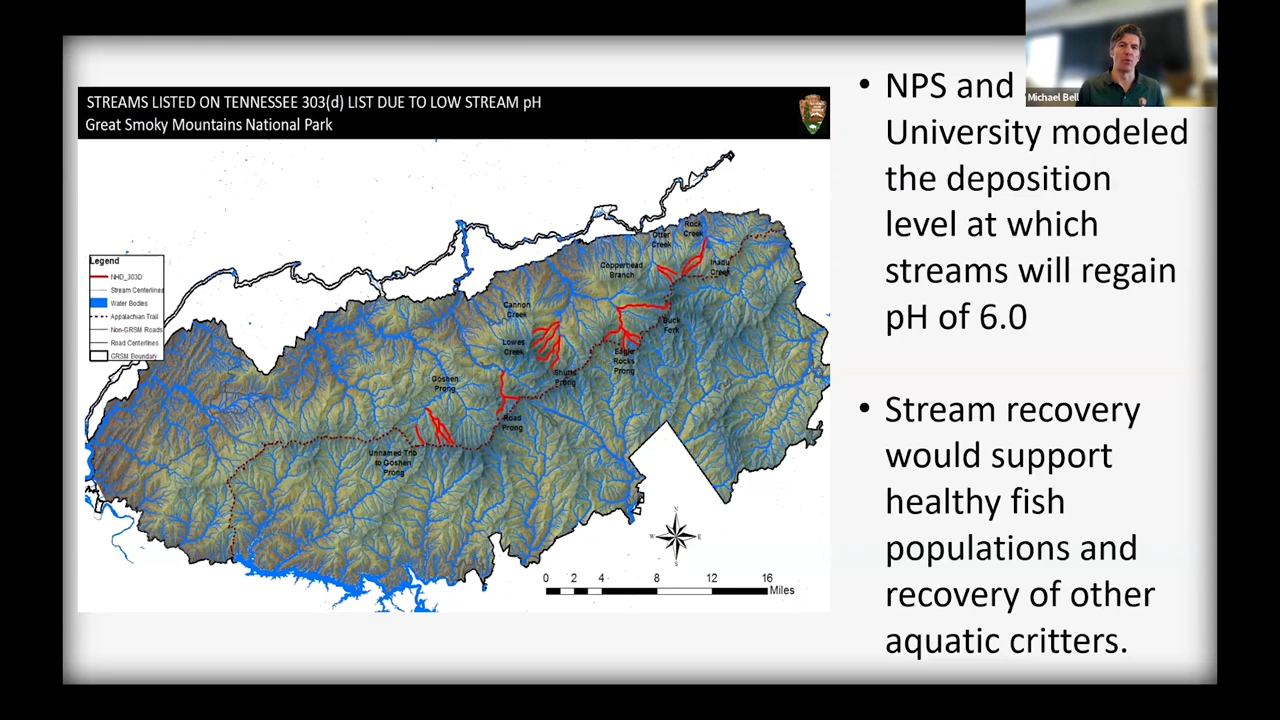 STREAMS LISTED ON TENNESSEE 303(d) LIST DUE TO LOW STREAM pH
Great Smoky Mountains National Park
Legend
NHD_303D
Stream Centerlines
Water Bodies
Appalachian Trail
Non-GRSM Roads
Road Centerlines
GRSM Boundary
Rock
Creek
Otter
Creek
Inadu
Creek
Copperhead
Branch
Cannon
Creek
Buck
Fork
Lowes
Creek
Eagle
Rocks
Prong
Shutts
Prong
Goshen
Prong
Road
Prong
Unnamed Trib
to Goshen
Prong
N
W
E
S
0 2 4 8 12 16
Miles
Michael Bell
• NPS and
University modeled
the deposition
level at which
streams will regain
pH of 6.0
• Stream recovery
would support
healthy fish
populations and
recovery of other
aquatic critters.